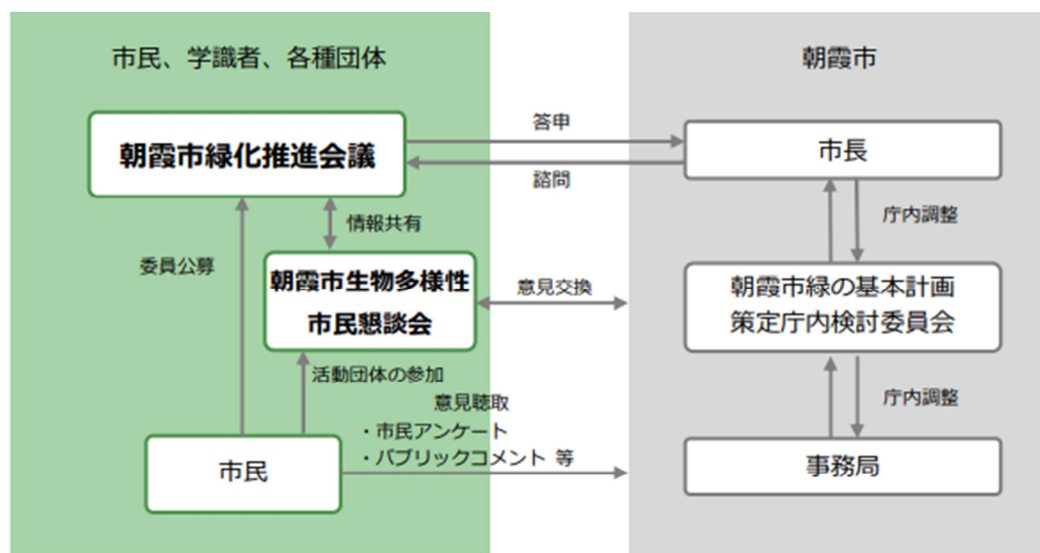 市民、学識者、各種団体
朝霞市
朝霞市緑化推進会議
答申
諮問
市長
情報共有
庁内調整
委員公募
朝霞市生物多様性
市民懇談会
意見交換
朝霞市緑の基本計画
策定庁内検討委員会
活動団体の参加
意見聴取
・市民アンケート
・パブリックコメント 等
庁内調整
市民
事務局